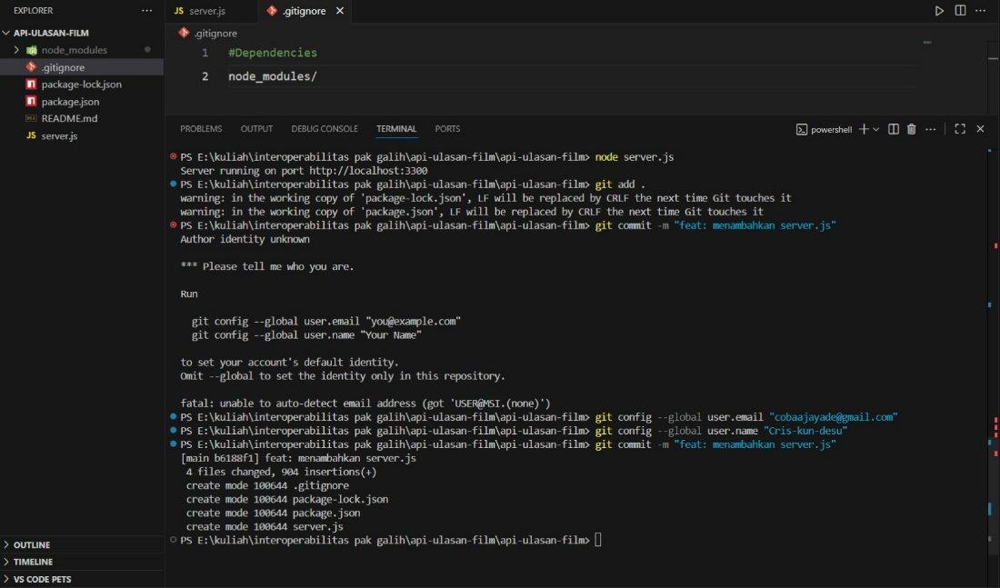 EXPLORER
···
JS server.js
.gitignore
API-ULASAN-FILM
node_modules
.gitignore
package-lock.json
package.json
README.md
JS server.js
.gitignore
1 #Dependencies
2 node_modules/
PROBLEMS OUTPUT DEBUG CONSOLE TERMINAL PORTS
powershell
PS E:\kuliah\interoperabilitas pak galih\api-ulasan-film\api-ulasan-film> node server.js
Server running on port http://localhost:3300
PS E:\kuliah\interoperabilitas pak galih\api-ulasan-film\api-ulasan-film> git add .
warning: in the working copy of 'package-lock.json', LF will be replaced by CRLF the next time Git touches it
warning: in the working copy of 'package.json', LF will be replaced by CRLF the next time Git touches it
PS E:\kuliah\interoperabilitas pak galih\api-ulasan-film\api-ulasan-film> git commit -m "feat: menambahkan server.js"
Author identity unknown
*** Please tell me who you are.
Run
git config --global user.email "you@example.com"
git config --global user.name "Your Name"
to set your account's default identity.
Omit --global to set the identity only in this repository.
fatal: unable to auto-detect email address (got 'USER@MSI.(none)')
PS E:\kuliah\interoperabilitas pak galih\api-ulasan-film\api-ulasan-film> git config --global user.email "cobaajayade@gmail.com"
PS E:\kuliah\interoperabilitas pak galih\api-ulasan-film\api-ulasan-film> git config --global user.name "Cris-kun-desu"
PS E:\kuliah\interoperabilitas pak galih\api-ulasan-film\api-ulasan-film> git commit -m "feat: menambahkan server.js"
[main b6188f1] feat: menambahkan server.js
4 files changed, 904 insertions(+)
create mode 100644 .gitignore
create mode 100644 package-lock.json
create mode 100644 package.json
create mode 100644 server.js
PS E:\kuliah\interoperabilitas pak galih\api-ulasan-film\api-ulasan-film>
OUTLINE
TIMELINE
VS CODE PETS